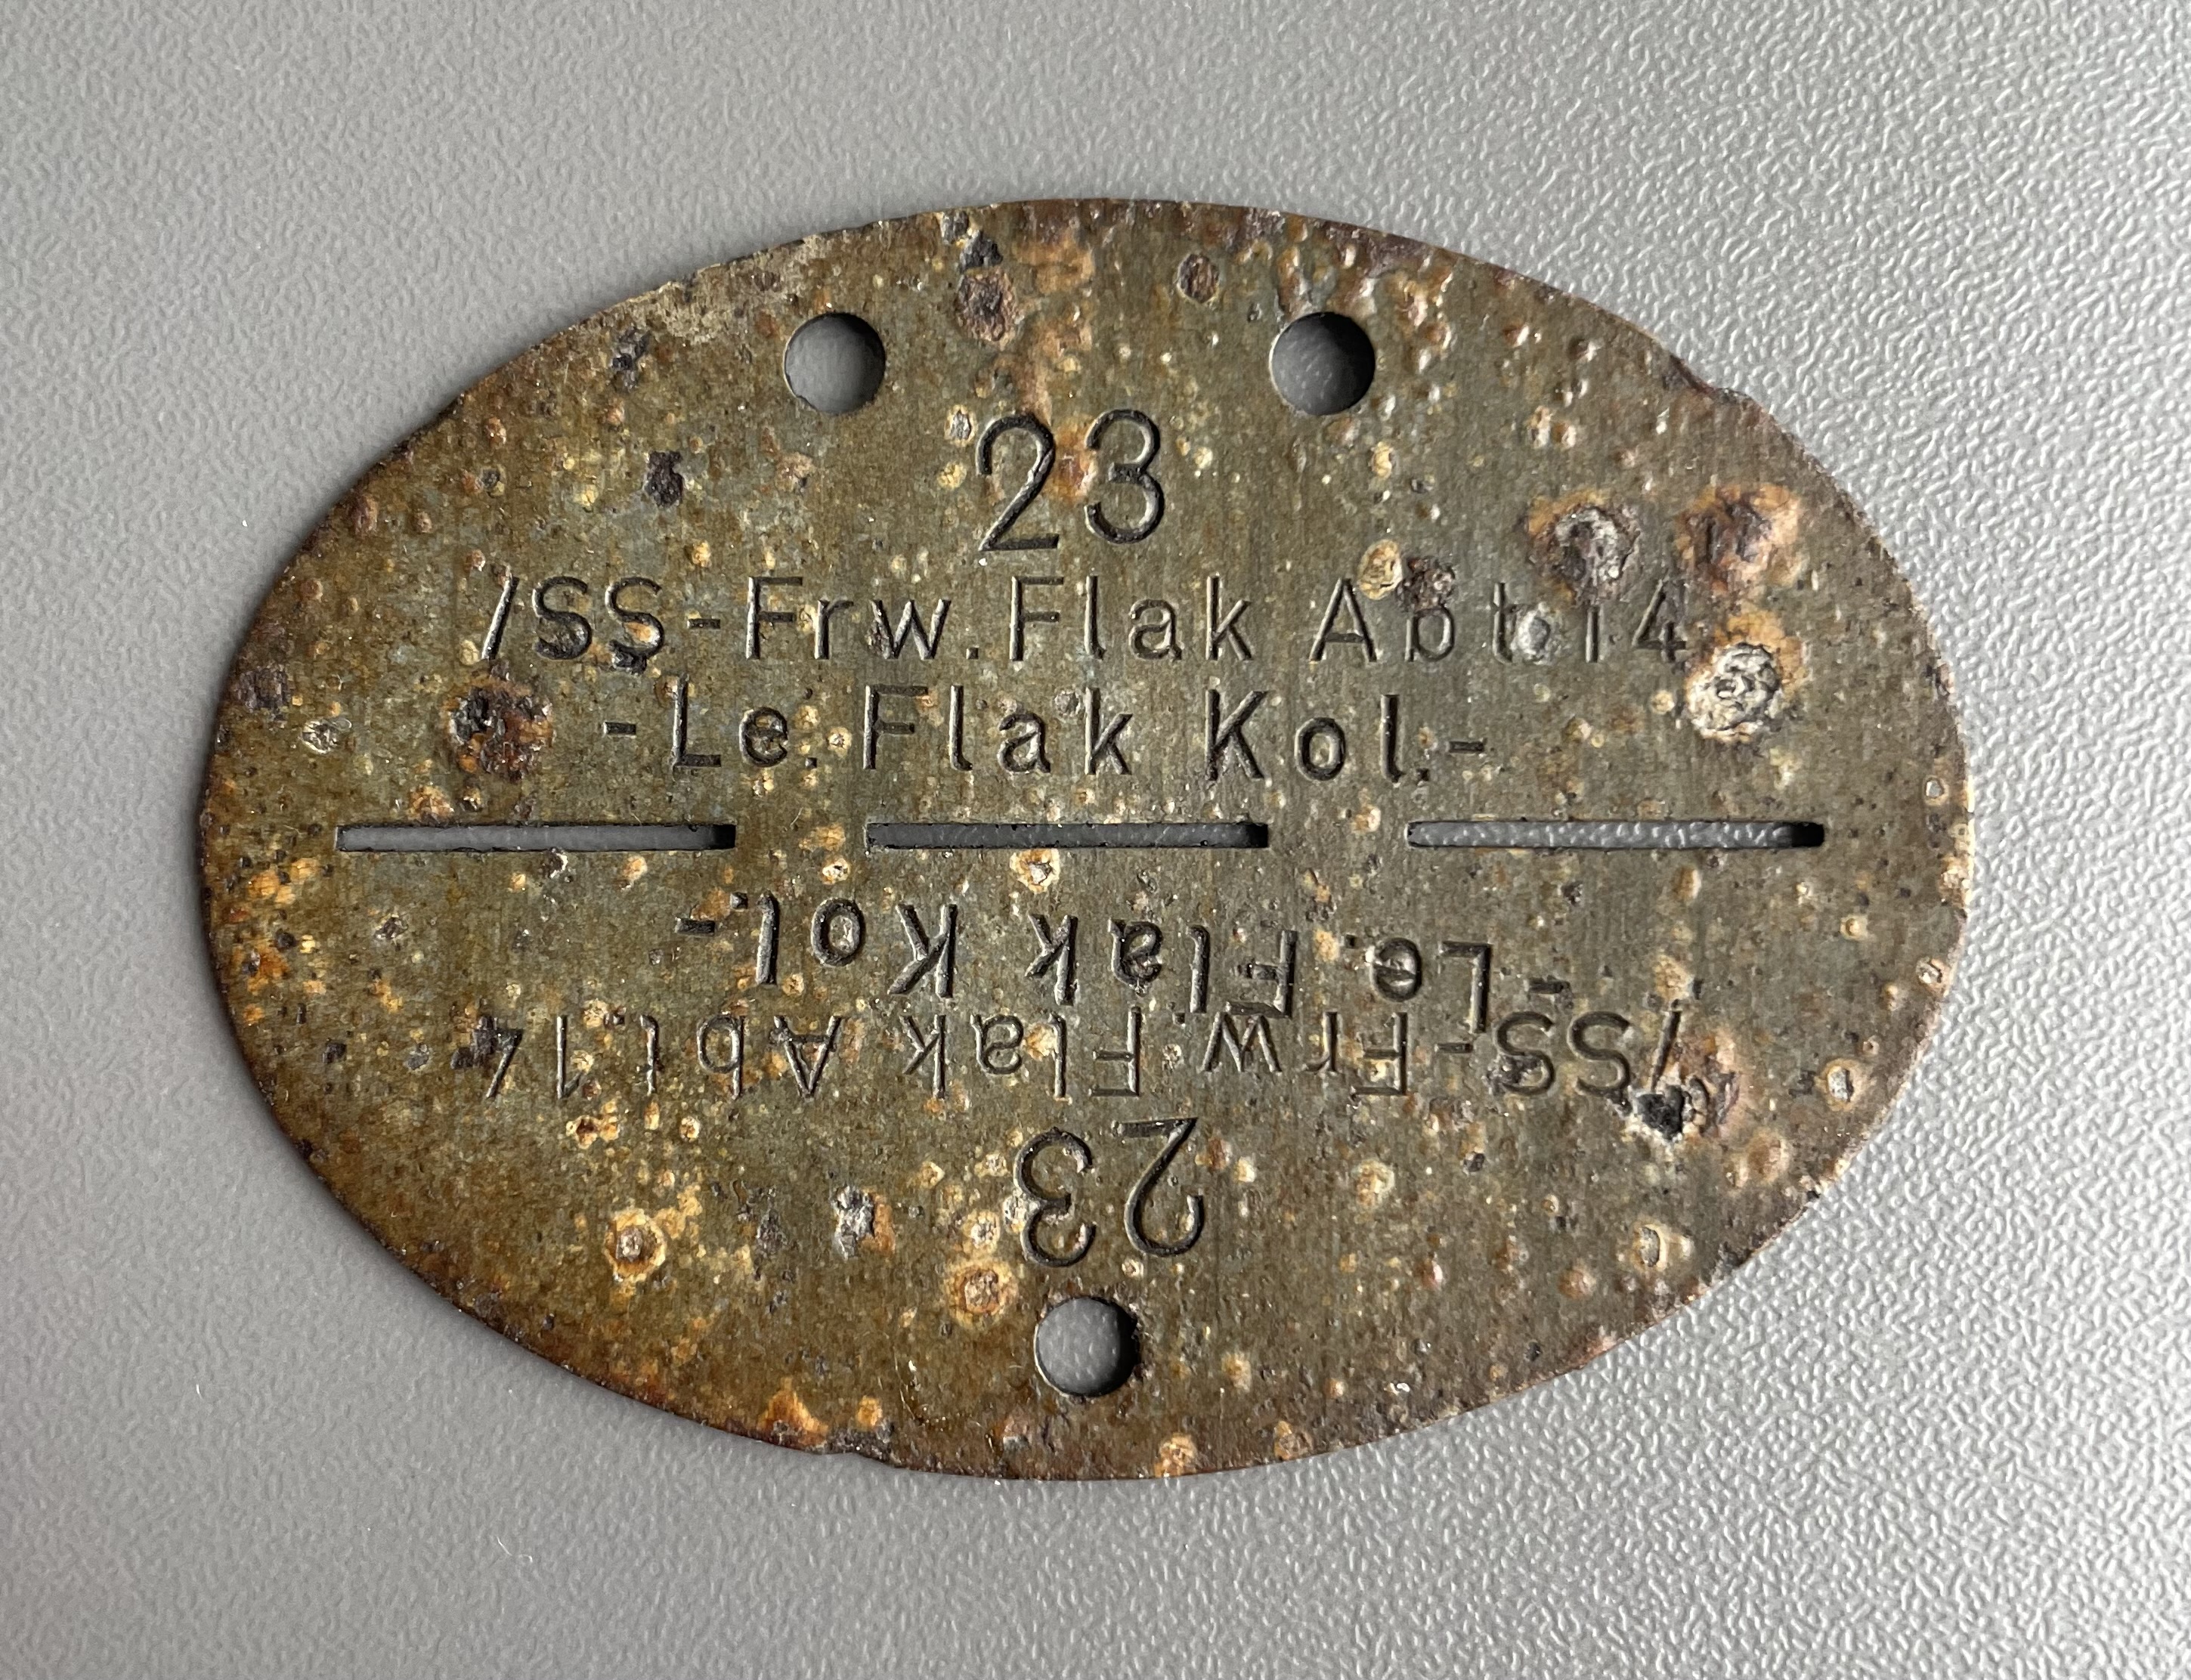 23
/SS-Frw.Flak Abt.14
-Le.Flak Kol.-
-Le.Flak Kol.-
/SS-Frw.Flak Abt.14
23